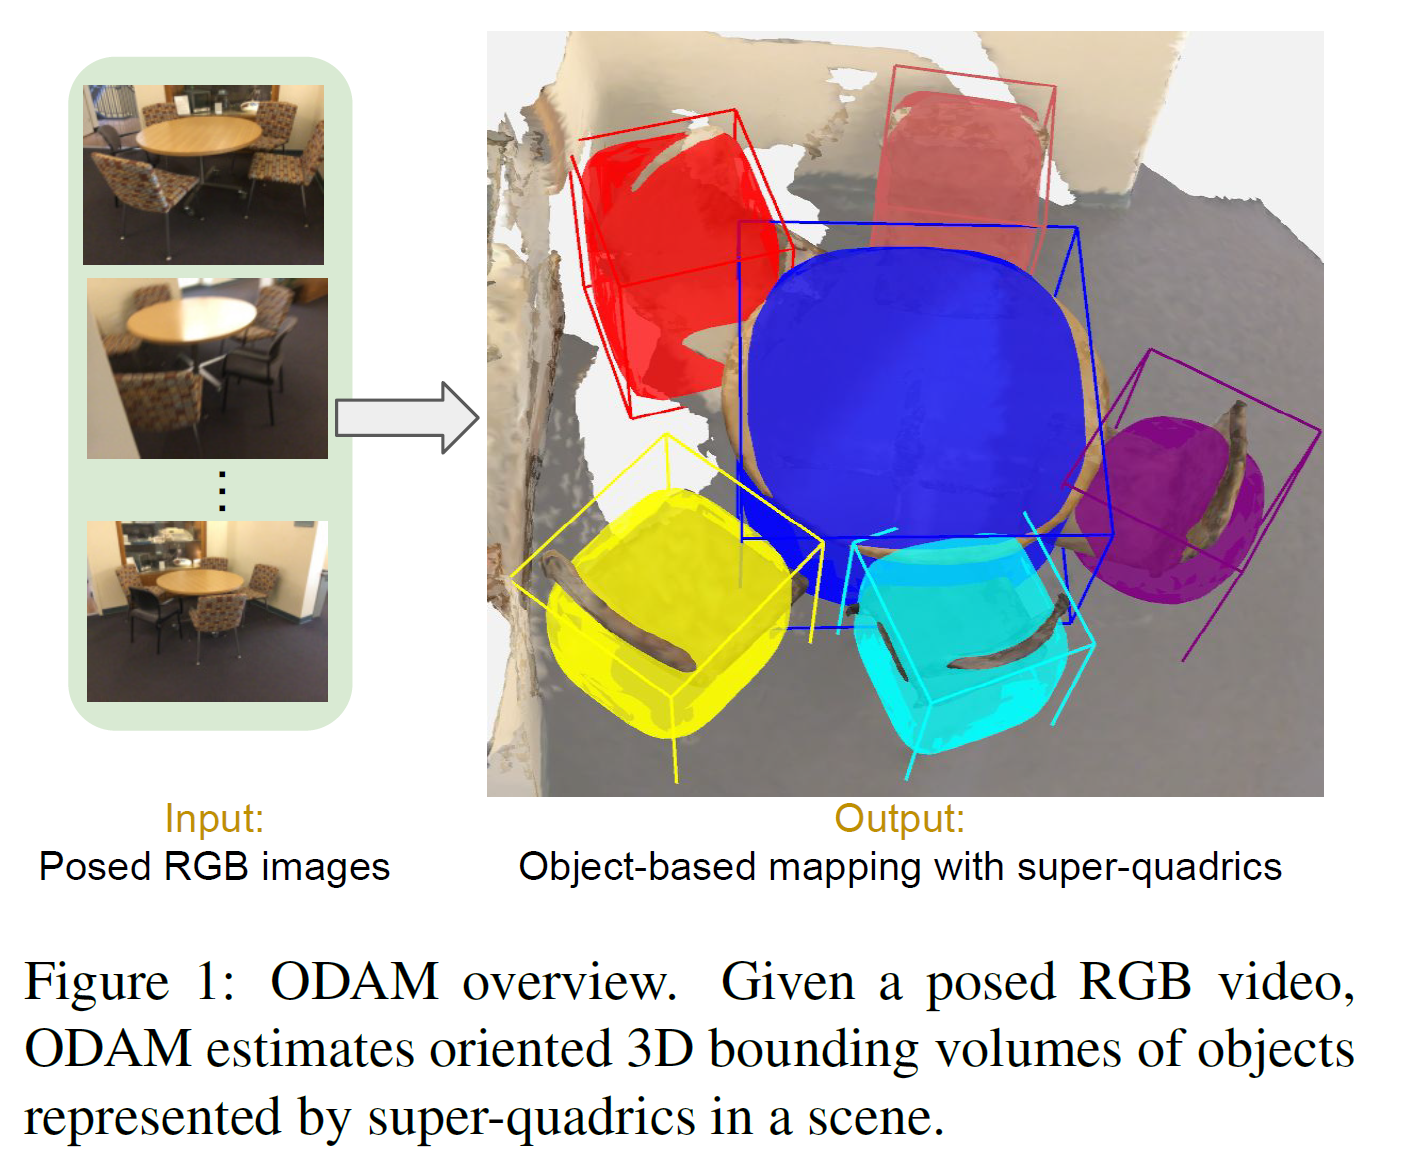 Input:
Posed RGB images
Output:
Object-based mapping with super-quadrics
Figure 1: ODAM overview. Given a posed RGB video,
ODAM estimates oriented 3D bounding volumes of objects
represented by super-quadrics in a scene.